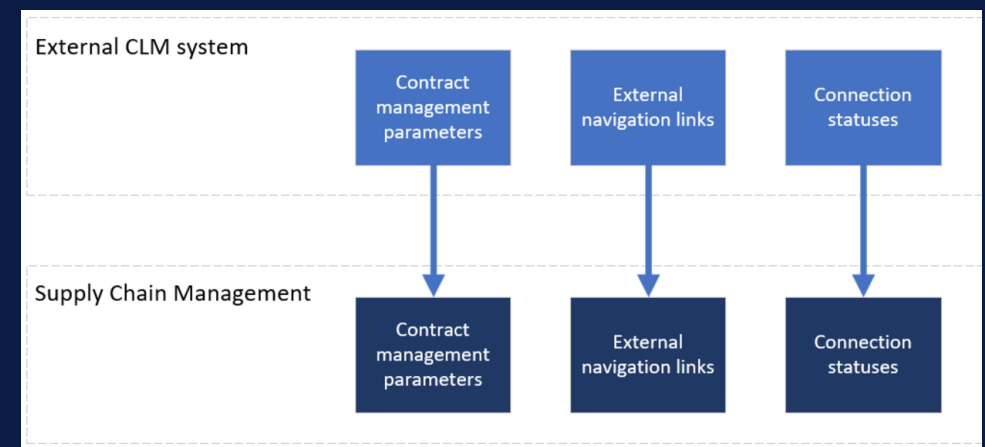 External CLM system
Contract
management
parameters
External
navigation links
Connection
statuses
Supply Chain Management
Contract
management
parameters
External
navigation links
Connection
statuses